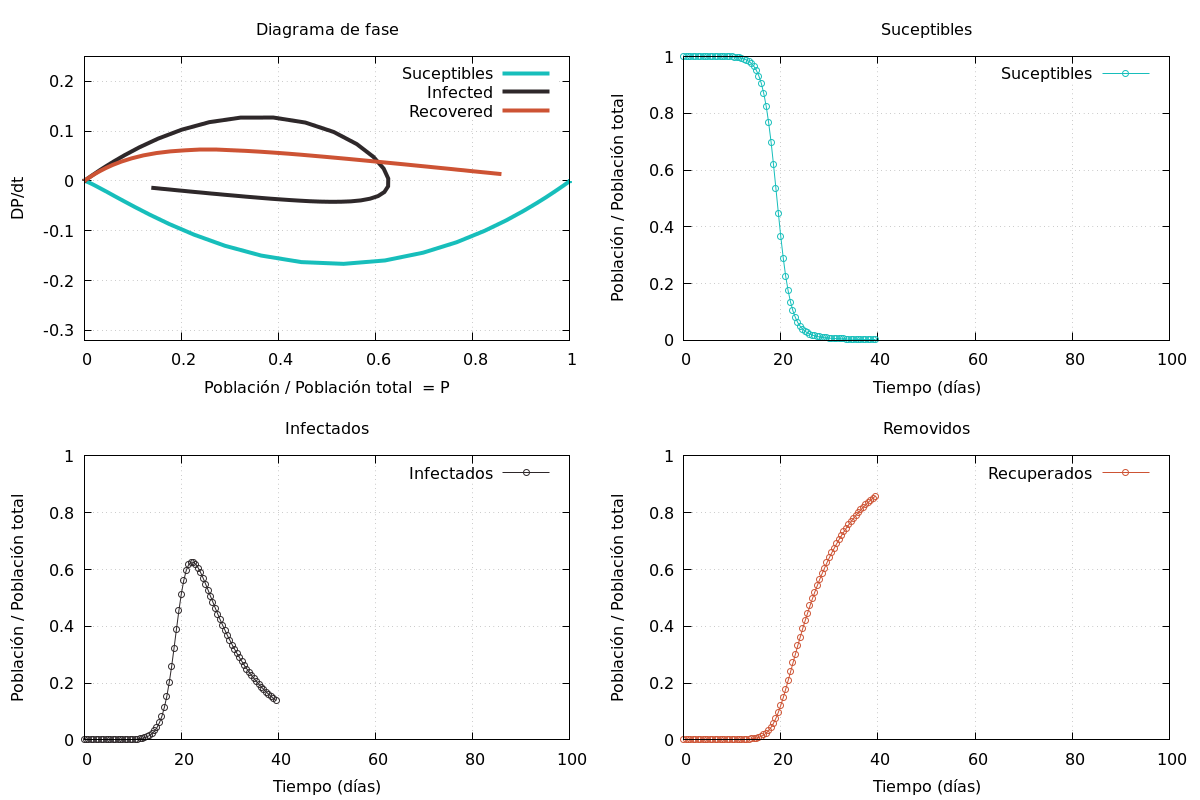 Diagrama de fase
Suceptibles
Infected
Recovered
0.2
0.1
0
-0.1
-0.2
-0.3
DP/dt
0 0.2 0.4 0.6 0.8 1
Población / Población total = P
Suceptibles
Suceptibles
1
0.8
0.6
0.4
0.2
0
Población / Población total
0 20 40 60 80 100
Tiempo (días)
Infectados
Infectados
1
0.8
0.6
0.4
0.2
0
Población / Población total
0 20 40 60 80 100
Tiempo (días)
Removidos
Recuperados
1
0.8
0.6
0.4
0.2
0
Población / Población total
0 20 40 60 80 100
Tiempo (días)